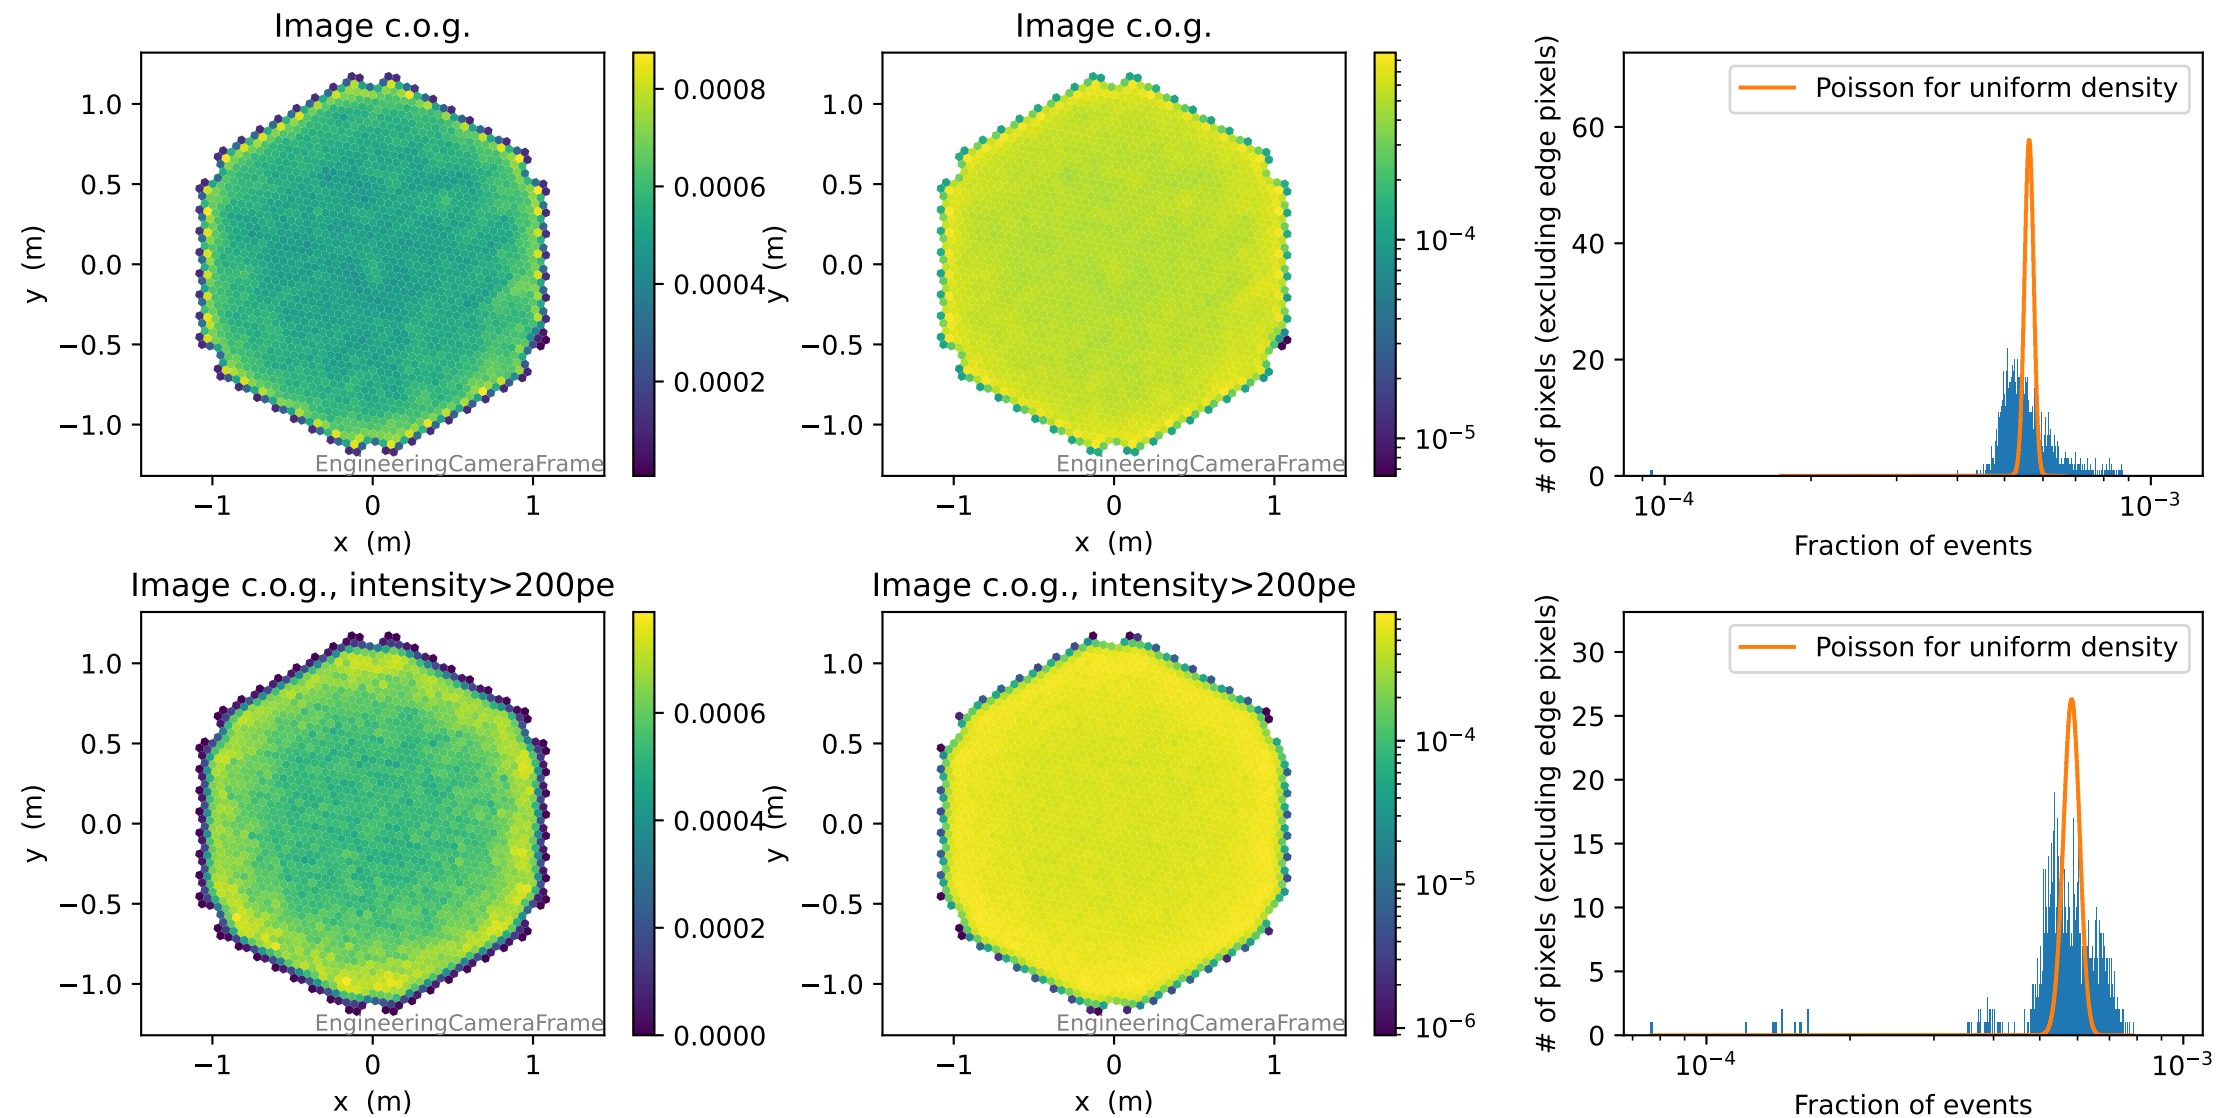 Image c.o.g.
1.0
0.5
0.0
−0.5
−1.0
y (m)
−1
0
1
x (m)
EngineeringCameraFrame
0.0008
0.0006
0.0004
0.0002
Image c.o.g.
1.0
0.5
0.0
−0.5
−1.0
y (m)
−1
0
1
x (m)
EngineeringCameraFrame
10⁻⁴
10⁻⁵
# of pixels (excluding edge pixels)
60
40
20
0
Poisson for uniform density
10⁻⁴
10⁻³
Fraction of events
Image c.o.g., intensity>200pe
1.0
0.5
0.0
−0.5
−1.0
y (m)
−1
0
1
x (m)
EngineeringCameraFrame
0.0006
0.0004
0.0002
0.0000
Image c.o.g., intensity>200pe
1.0
0.5
0.0
−0.5
−1.0
y (m)
−1
0
1
x (m)
EngineeringCameraFrame
10⁻⁴
10⁻⁵
10⁻⁶
# of pixels (excluding edge pixels)
30
25
20
15
10
5
0
Poisson for uniform density
10⁻⁴
10⁻³
Fraction of events